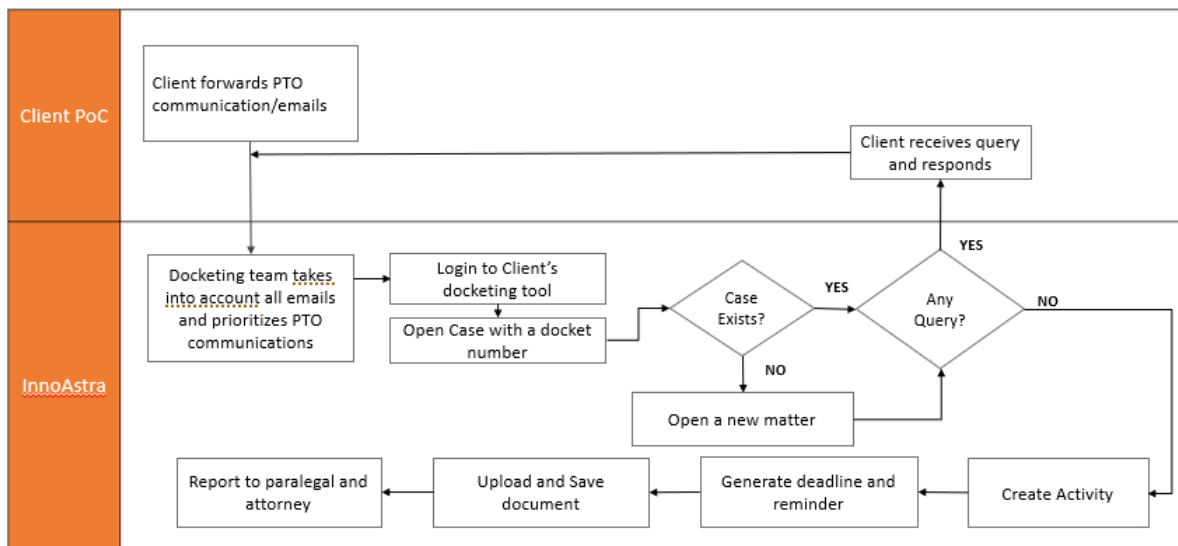 Client PoC
Client forwards PTO
communication/emails
Client receives query
and responds
InnoAstra
Docketing team takes
into account all emails
and prioritizes PTO
communications
Login to Client's
docketing tool
Open Case with a docket
number
Case
Exists?
YES
NO
Open a new matter
Any
Query?
YES
NO
Create Activity
Generate deadline and
reminder
Upload and Save
document
Report to paralegal and
attorney